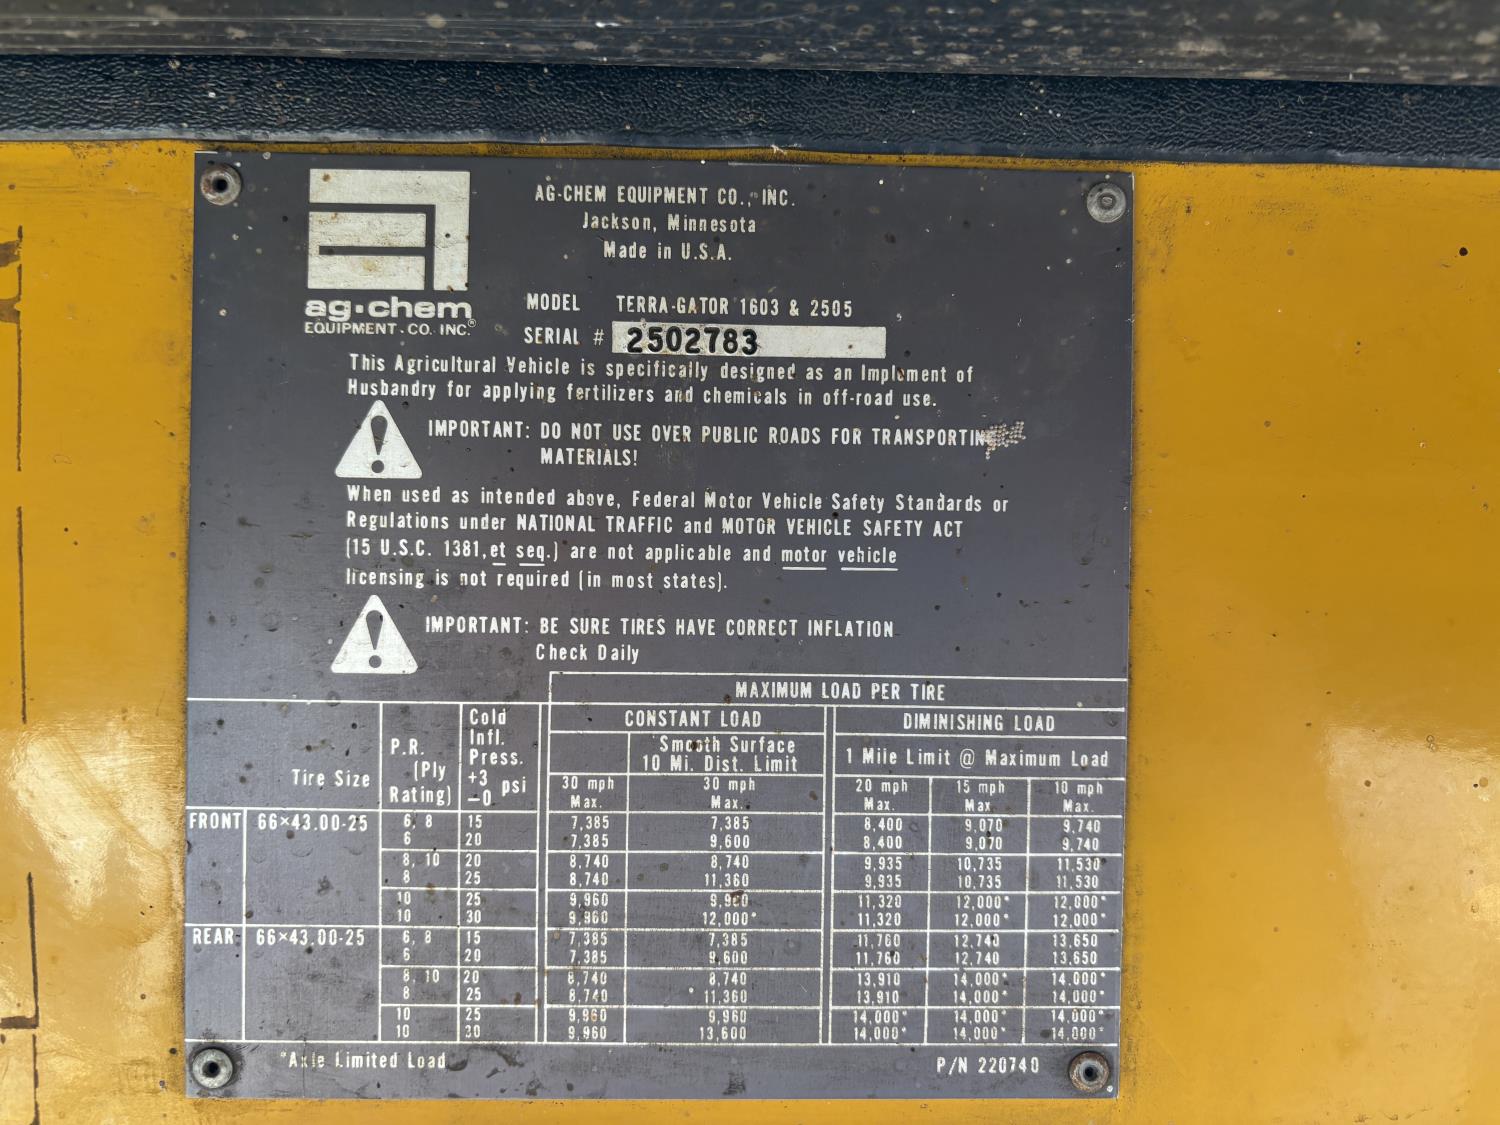 AG-CHEM EQUIPMENT CO., INC.
Jackson, Minnesota
Made in U.S.A.
ag·chem
EQUIPMENT.CO. INC.®
MODEL TERRA-GATOR 1603 & 2505
SERIAL # 2502783
This Agricultural Vehicle is specifically designed as an Implement of
Husbandry for applying fertilizers and chemicals in off-road use.
IMPORTANT: DO NOT USE OVER PUBLIC ROADS FOR TRANSPORTING
MATERIALS!
When used as intended above, Federal Motor Vehicle Safety Standards or
Regulations under NATIONAL TRAFFIC and MOTOR VEHICLE SAFETY ACT
(15 U.S.C. 1381, et seq.) are not applicable and motor vehicle
licensing is not required (in most states).
IMPORTANT: BE SURE TIRES HAVE CORRECT INFLATION
Check Daily
MAXIMUM LOAD PER TIRE
CONSTANT LOAD DIMINISHING LOAD
Tire Size P.R. (Ply Rating) Cold Infl. Press. +3 -0 psi
Smooth Surface
10 Mi. Dist. Limit
1 Mile Limit @ Maximum Load
30 mph Max. 30 mph Max. 20 mph Max. 15 mph Max 10 mph Max.
FRONT 66×43.00-25 6, 8 15 7,385 7,385 8,400 9,070 9,740
6 20 7,385 9,600 8,400 9,070 9,740
8, 10 20 8,740 8,740 9,935 10,735 11,530
8 25 8,740 11,360 9,935 10,735 11,530
10 25 9,960 9,960 11,320 12,000* 12,000*
10 30 9,960 12,000* 11,320 12,000* 12,000*
REAR 66×43.00-25 6, 8 15 7,385 7,385 11,760 12,740 13,650
6 20 7,385 9,600 11,760 12,740 13,650
8, 10 20 8,740 8,740 13,910 14,000* 14,000*
8 25 8,740 11,360 13,910 14,000* 14,000*
10 25 9,960 9,960 14,000* 14,000* 14,000*
10 30 9,960 13,600 14,000* 14,000* 14,000*
*Axle Limited Load P/N 220740